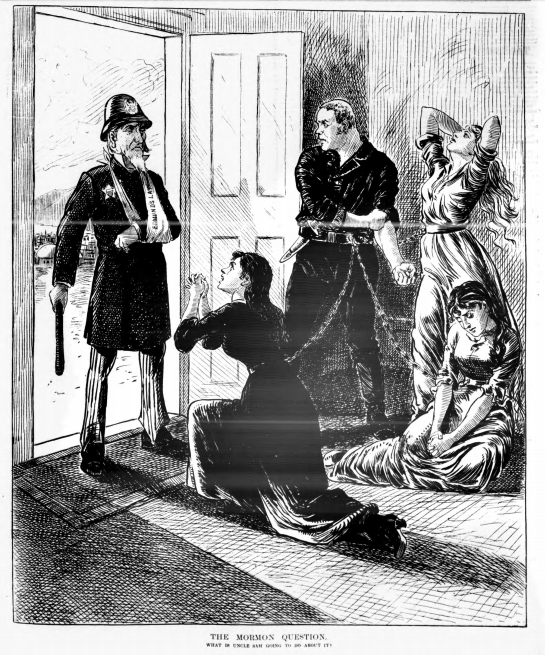 THE MORMON QUESTION.
WHAT IS UNCLE SAM GOING TO DO ABOUT IT?